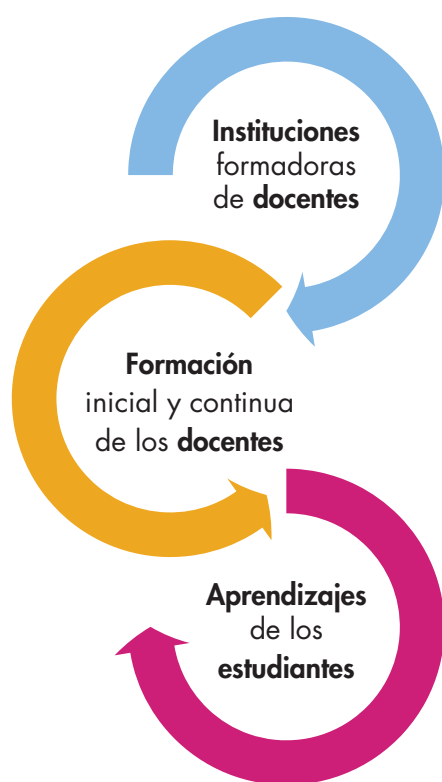 Instituciones
formadoras
de docentes
Formación
inicial y continua
de los docentes
Aprendizajes
de los
estudiantes